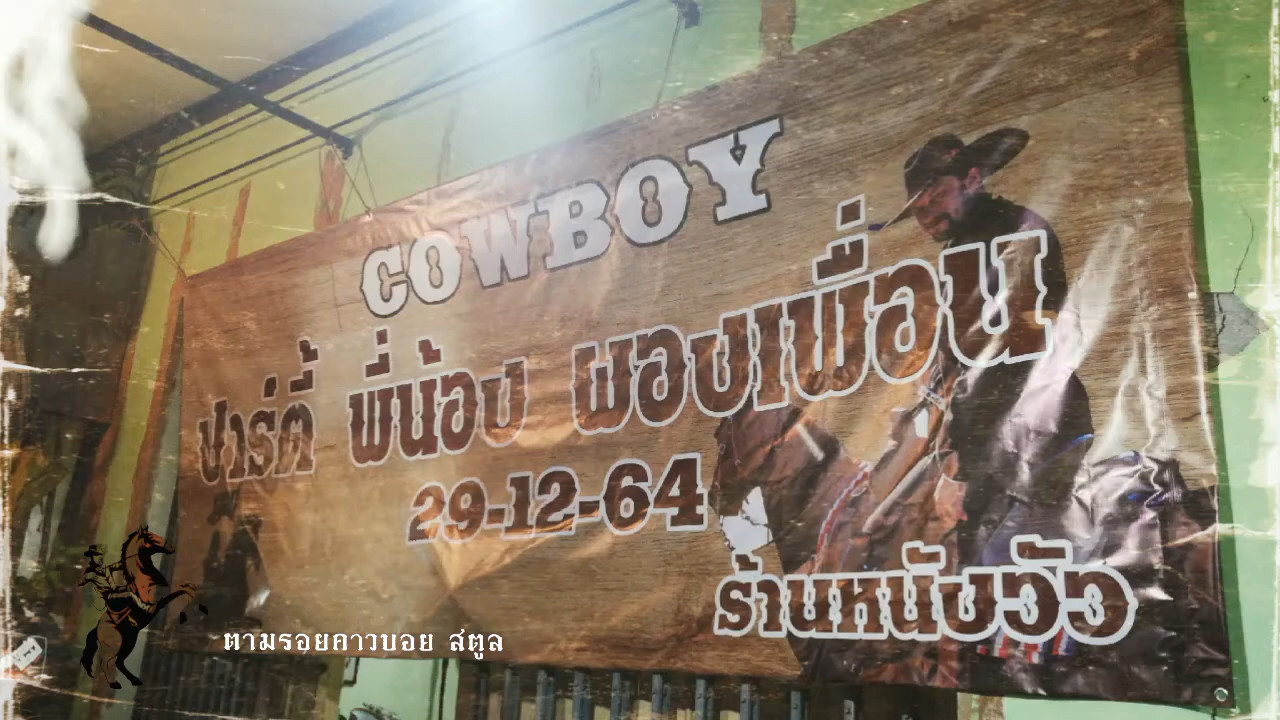 COWBOY
ปาร์ตี้ พี่น้อง ผองเพื่อน
29-12-64
ร้านหนังวัว
ตามรอยคาวบอย สตูล